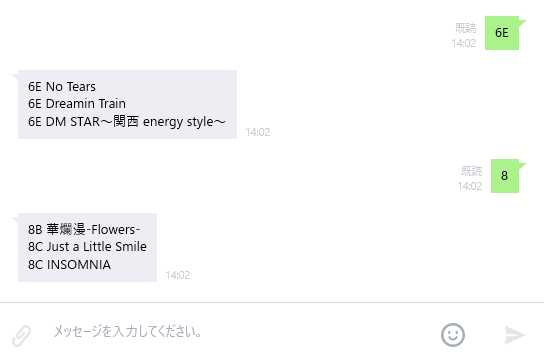 6E
既読
14:02
6E No Tears
6E Dreamin Train
6E DM STAR～関西 energy style～
14:02
8
既読
14:02
8B 華爛漫-Flowers-
8C Just a Little Smile
8C INSOMNIA
14:02
メッセージを入力してください。